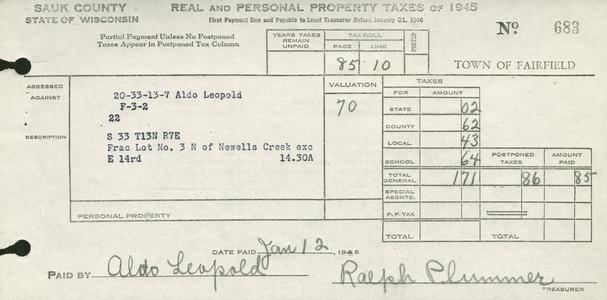 SAUK COUNTY REAL AND PERSONAL PROPERTY TAXES OF 1945
STATE OF WISCONSIN First Payment Due and Payable to Local Treasurer Before January 31, 1946
Nº 683
Partial Payment Unless No Postponed
Taxes Appear in Postponed Tax Column
YEARS TAXES REMAIN UNPAID
TAX ROLL
PAGE LINE
85 10
POSTED
TOWN OF FAIRFIELD
ASSESSED AGAINST
20-33-13-7 Aldo Leopold
F-3-2
22
DESCRIPTION
S 33 T13N R7E
Frac Lot No. 3 N of Newells Creek exc
E 14rd 14.30A
VALUATION
70
TAXES
FOR AMOUNT
STATE 02
COUNTY 62
LOCAL 43
SCHOOL 64
POSTPONED TAXES
AMOUNT PAID
TOTAL GENERAL 171 86 85
SPECIAL ASSMTS.
P.P. TAX
TOTAL TOTAL
PERSONAL PROPERTY
DATE PAID Jan 12, 1946
PAID BY Aldo Leopold
Ralph Plummer
TREASURER